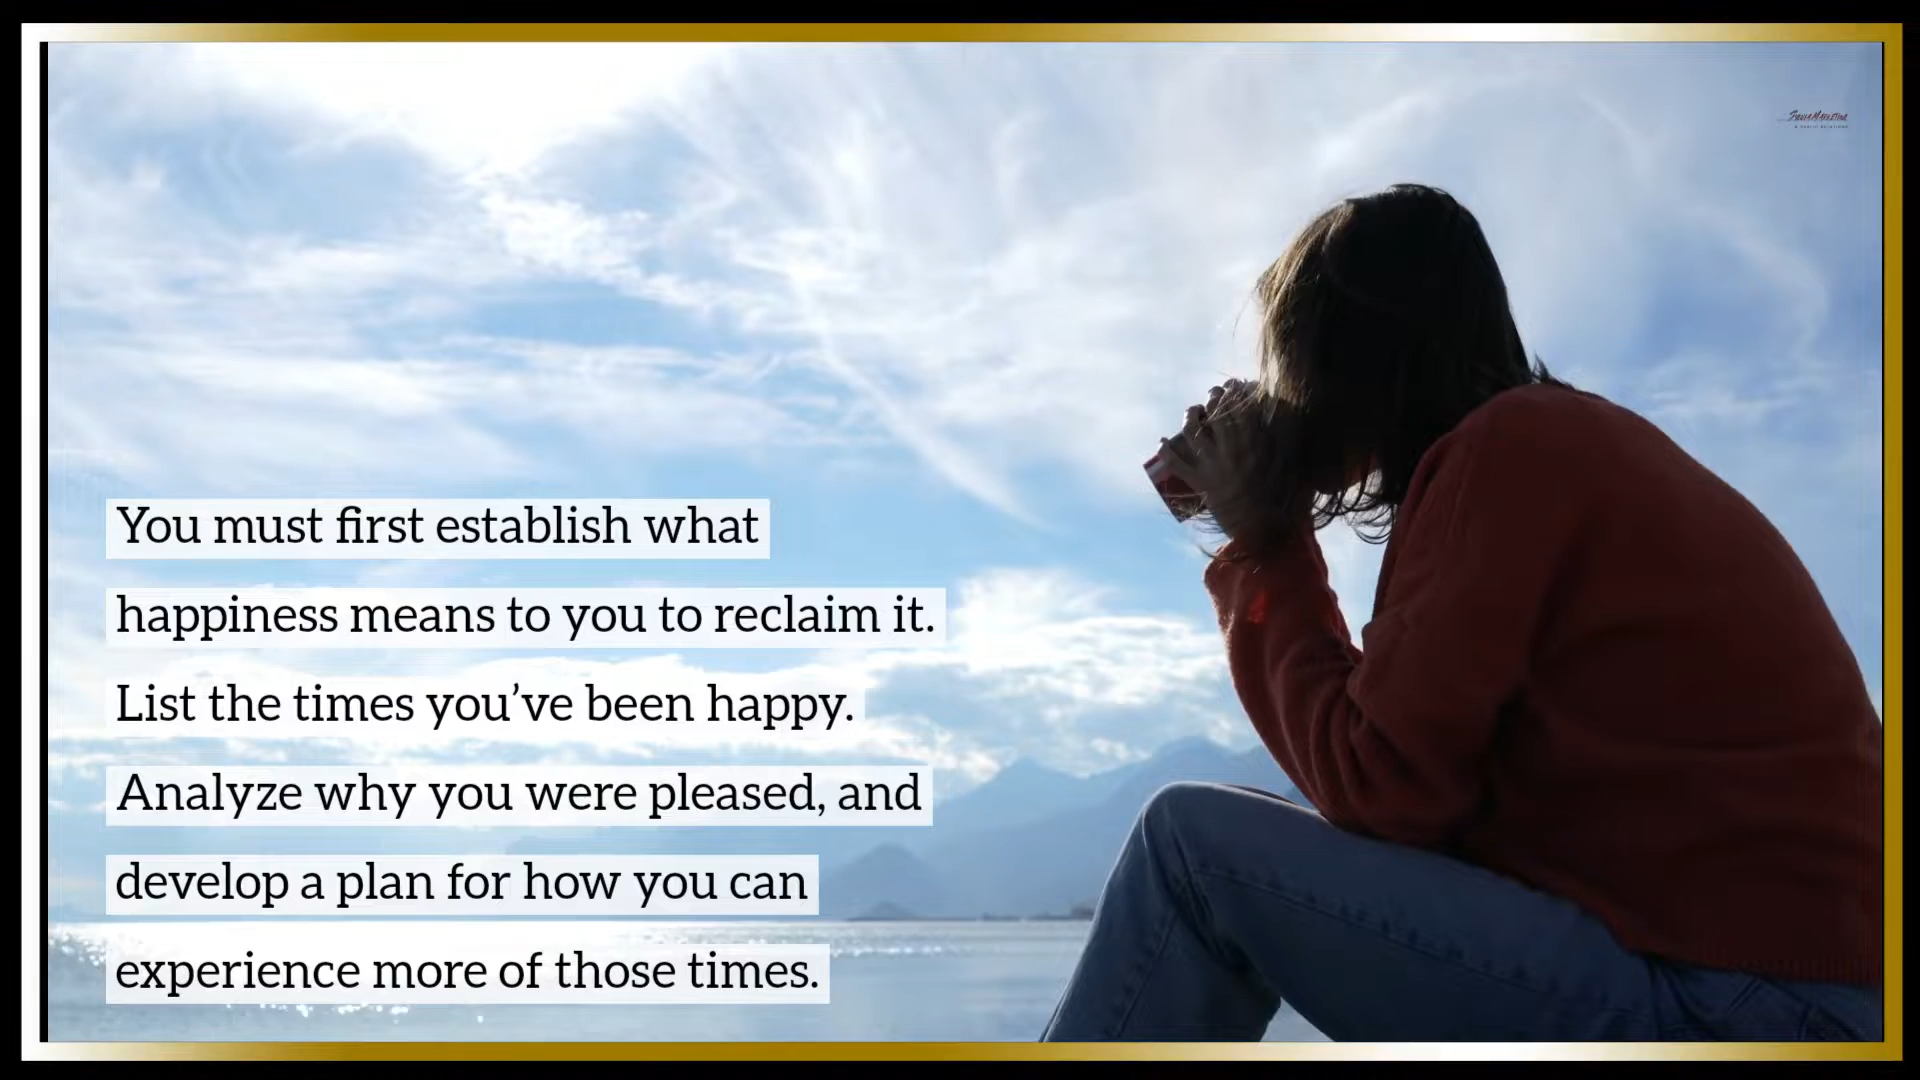 You must first establish what
happiness means to you to reclaim it.
List the times you’ve been happy.
Analyze why you were pleased, and
develop a plan for how you can
experience more of those times.